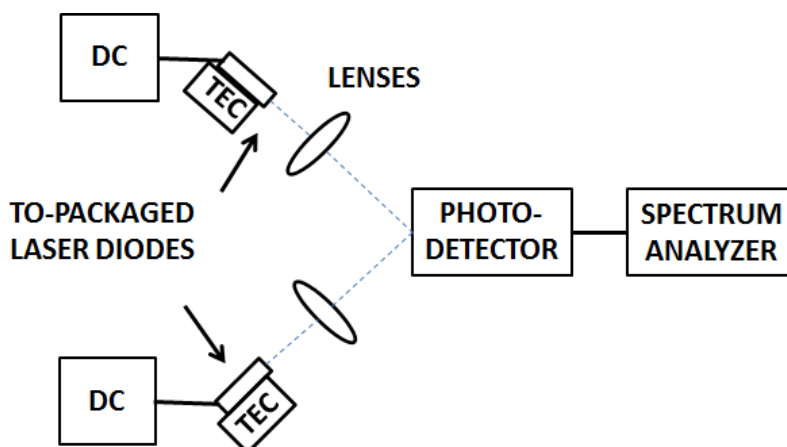 DC
TEC
LENSES
TO-PACKAGED
LASER DIODES
PHOTO-
DETECTOR
SPECTRUM
ANALYZER
DC
TEC